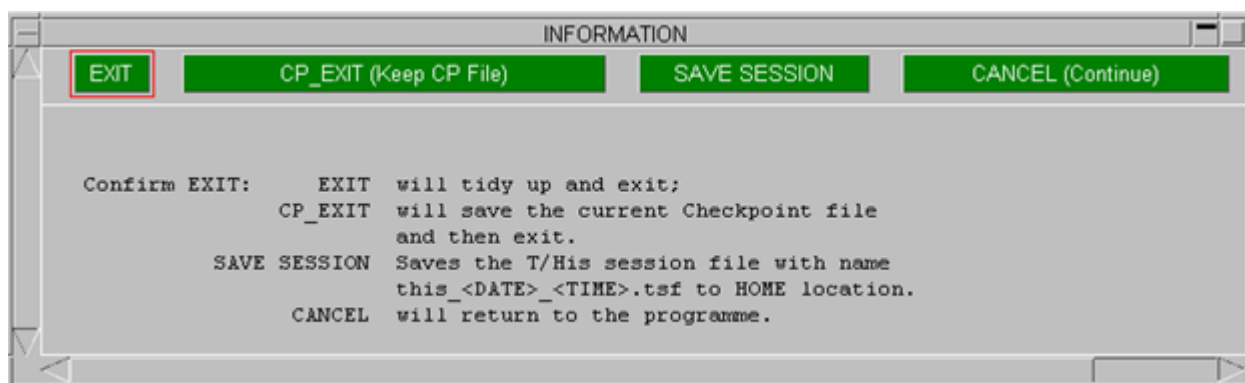 INFORMATION
EXIT CP_EXIT (Keep CP File) SAVE SESSION CANCEL (Continue)
Confirm EXIT: EXIT will tidy up and exit;
CP_EXIT will save the current Checkpoint file
and then exit.
SAVE SESSION Saves the T/His session file with name
this_<DATE>_<TIME>.tsf to HOME location.
CANCEL will return to the programme.